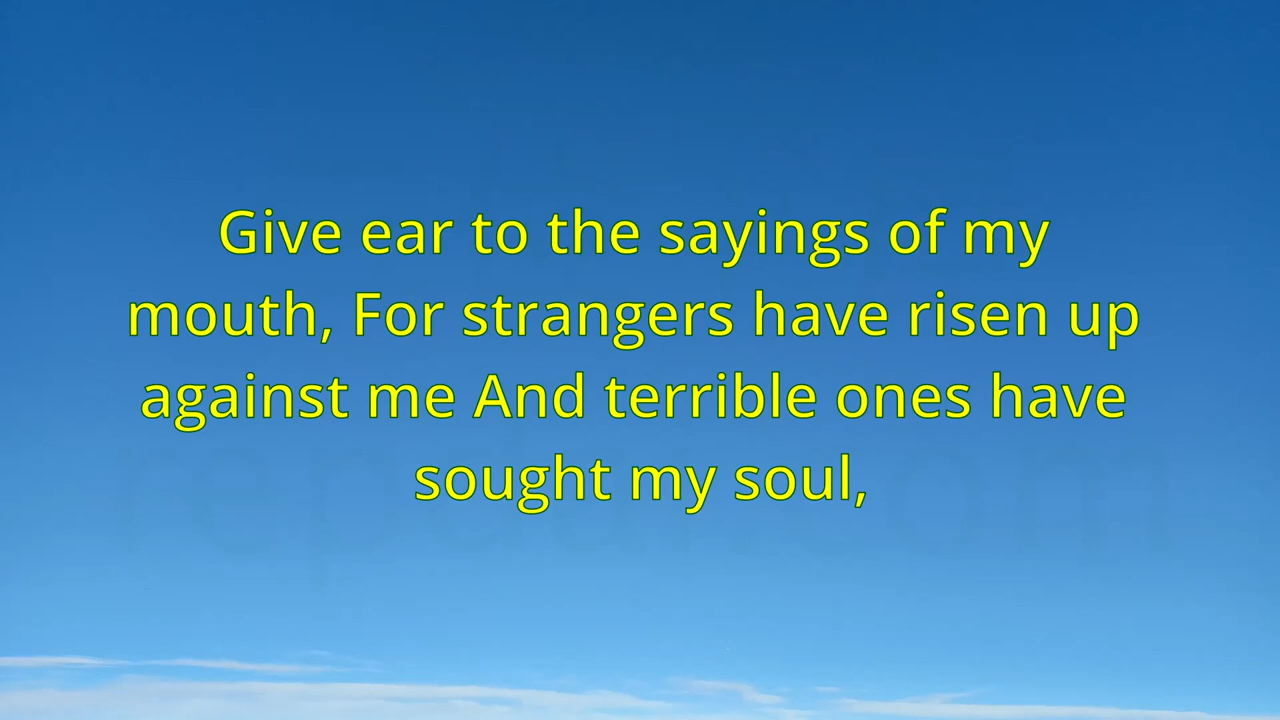 Give ear to the sayings of my
mouth, For strangers have risen up
against me And terrible ones have
sought my soul,